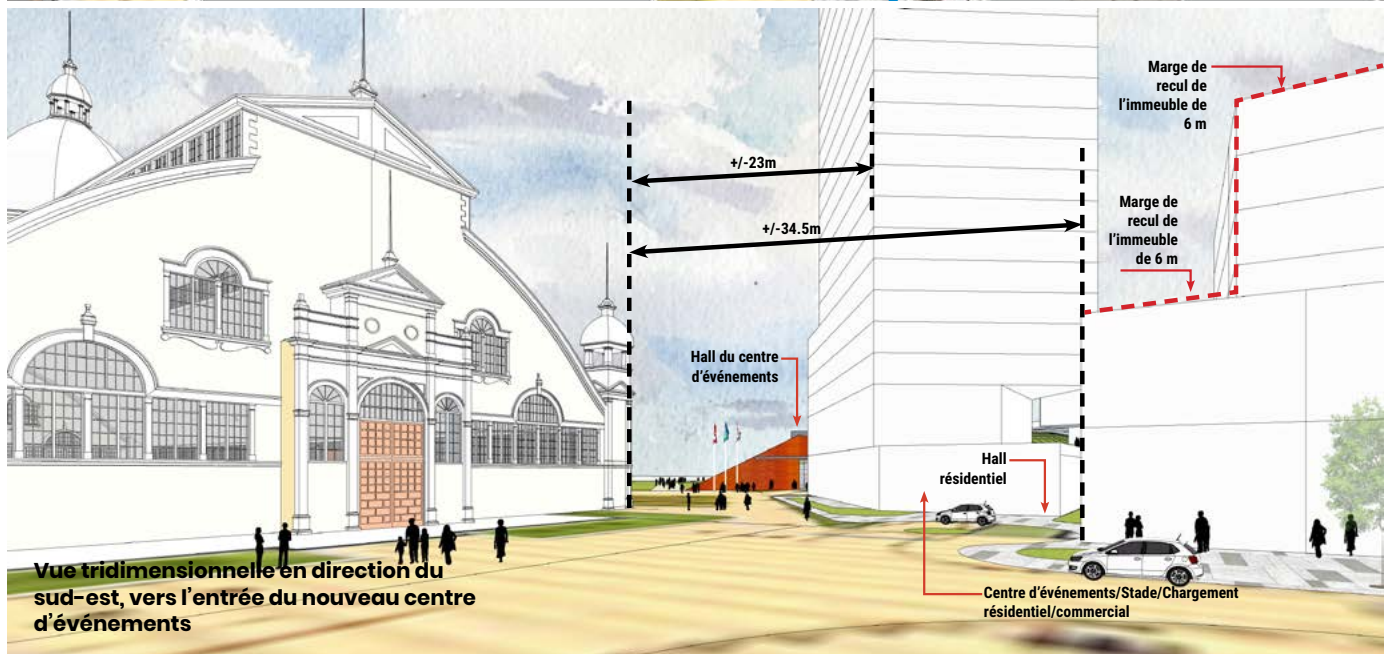 Marge de
recul de
l'immeuble de
6 m
+/-23m
Marge de
recul de
l'immeuble
de 6 m
+/-34.5m
Hall du centre
d'événements
Hall
résidentiel
Vue tridimensionnelle en direction du
sud-est, vers l'entrée du nouveau centre
d'événements
Centre d'événements/Stade/Chargement
résidentiel/commercial